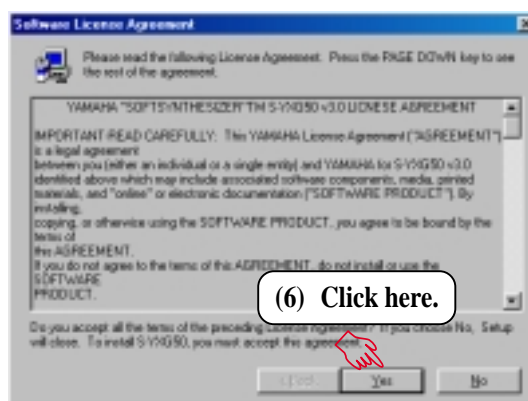 Software License Agreement
Please read the following License Agreement. Press the PAGE DOWN key to see
the rest of the agreement.
YAMAHA "SOFTSYNTHESIZER"TM S-YXG50 v3.0 LICNESE AGREEMENT
IMPORTANT-READ CAREFULLY: This YAMAHA License Agreement ("AGREEMENT")
is a legal agreement
between you (either an individual or a single entity) and YAMAHA for S-YXG50 v3.0
identified above which may include associated software components, media, printed
materials, and "online" or electronic documentation ("SOFTWARE PRODUCT"). By
installing,
copying, or otherwise using the SOFTWARE PRODUCT, you agree to be bound by the
terms of
this AGREEMENT.
If you do not agree to the terms of this AGREEMENT, do not install or use the
SOFTWARE
PRODUCT.
(6) Click here.
Do you accept all the terms of the preceding License Agreement? If you choose No, Setup
will close. To install S-YXG50, you must accept this agreement.
< Back
Yes
No